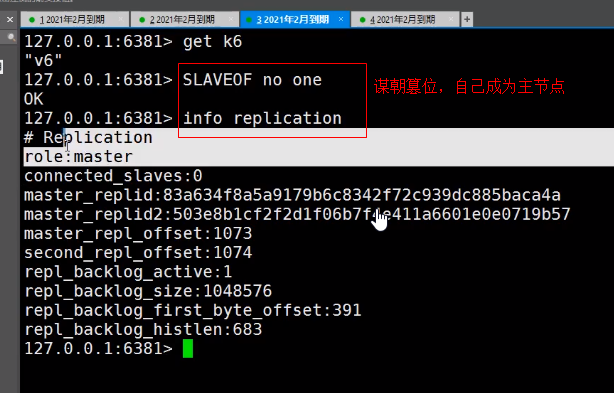 1 2021年2月到期
2 2021年2月到期
3 2021年2月到期
4 2021年2月到期
127.0.0.1:6381> get k6
"v6"
127.0.0.1:6381> SLAVEOF no one
谋朝篡位，自己成为主节点
OK
127.0.0.1:6381> info replication
# Replication
role:master
connected_slaves:0
master_replid:83a634f8a5a9179b6c8342f72c939dc885baca4a
master_replid2:503e8b1cf2f2d1f06b7f4e411a6601e0e0719b57
master_repl_offset:1073
second_repl_offset:1074
repl_backlog_active:1
repl_backlog_size:1048576
repl_backlog_first_byte_offset:391
repl_backlog_histlen:683
127.0.0.1:6381>